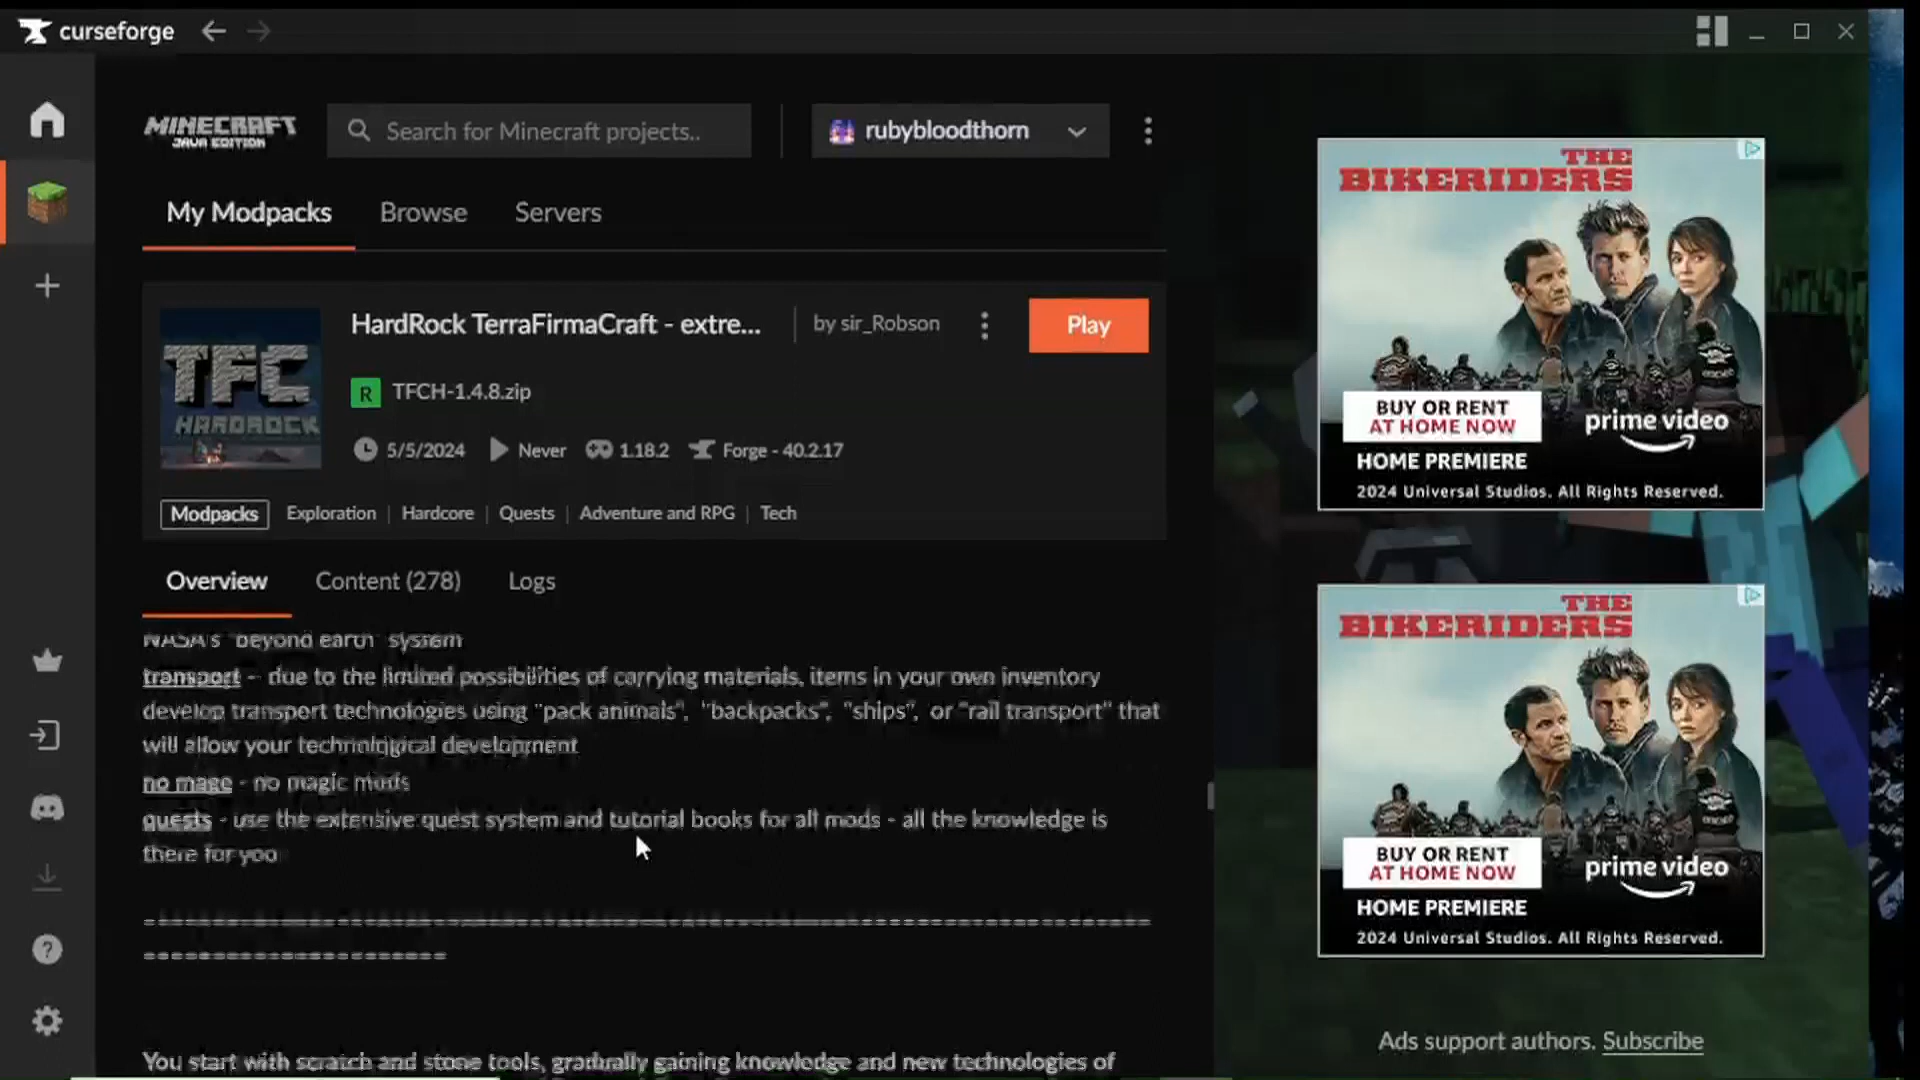 curseforge
MINECRAFT
JAVA EDITION
Search for Minecraft projects..
rubybloodthorn
My Modpacks
Browse
Servers
TFC
HARDROCK
HardRock TerraFirmaCraft - extre...
by sir_Robson
Play
R
TFCH-1.4.8.zip
5/5/2024
Never
1.18.2
Forge - 40.2.17
Modpacks
Exploration
Hardcore
Quests
Adventure and RPG
Tech
Overview
Content (278)
Logs
NASA's "beyond earth" system
transport - due to the limited possibilities of carrying materials, items in your own inventory
develop transport technologies using "pack animals", "backpacks", "ships", or "rail transport" that
will allow your technological development
no mage - no magic mods
quests - use the extensive quest system and tutorial books for all mods - all the knowledge is
there for you
You start with scratch and stone tools, gradually gaining knowledge and new technologies of
THE
BIKERIDERS
BUY OR RENT
AT HOME NOW
prime video
HOME PREMIERE
2024 Universal Studios. All Rights Reserved.
THE
BIKERIDERS
BUY OR RENT
AT HOME NOW
prime video
HOME PREMIERE
2024 Universal Studios. All Rights Reserved.
Ads support authors. Subscribe